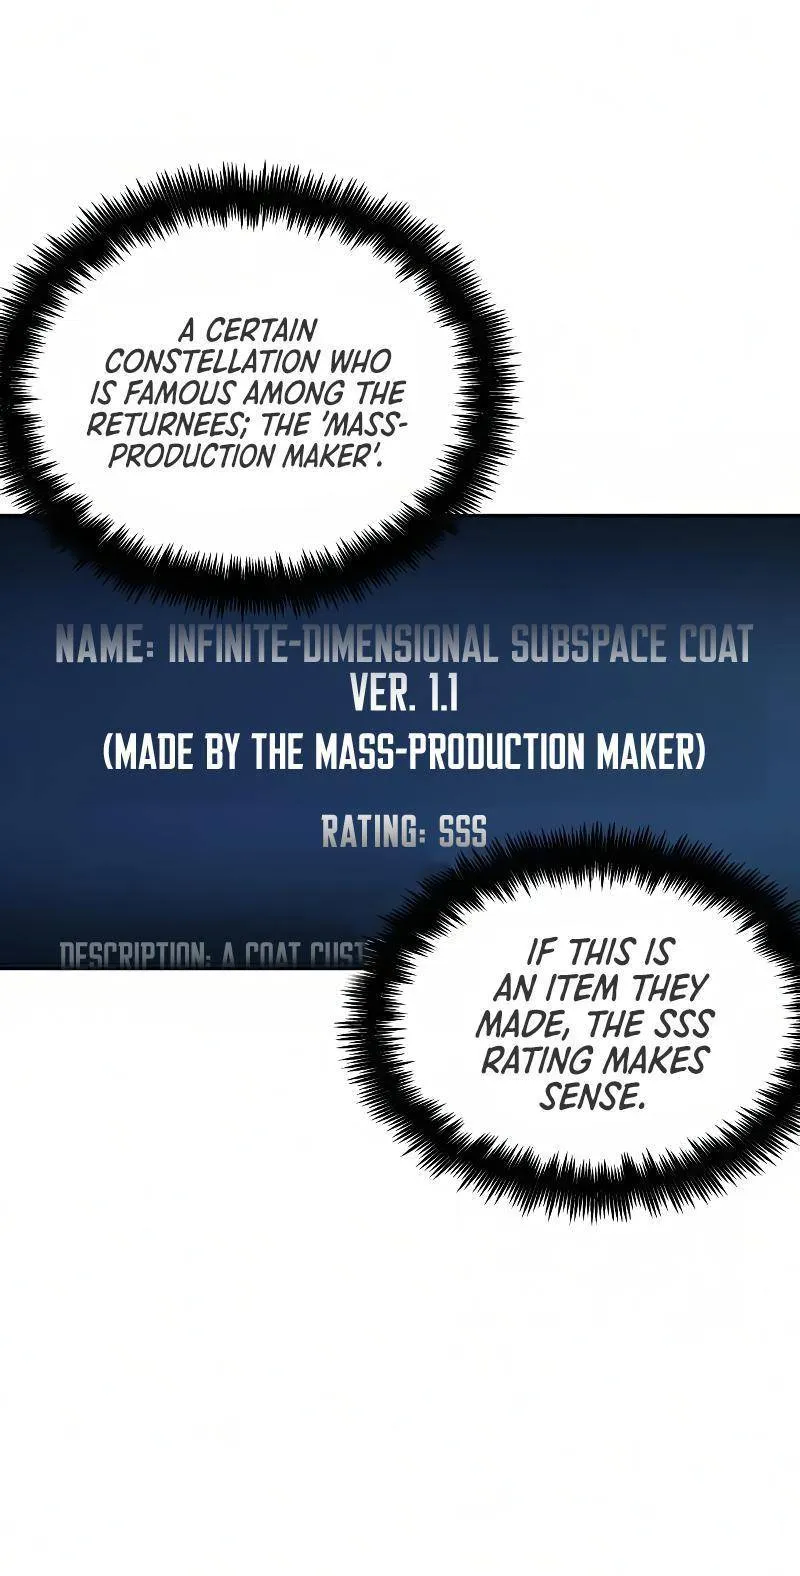 A CERTAIN
CONSTELLATION WHO
IS FAMOUS AMONG THE
RETURNEES; THE 'MASS-
PRODUCTION MAKER'.
NAME: INFINITE-DIMENSIONAL SUBSPACE COAT
VER. 1.1
(MADE BY THE MASS-PRODUCTION MAKER)
RATING: SSS
DESCRIPTION: A COAT
IF THIS IS
AN ITEM THEY
MADE, THE SSS
RATING MAKES
SENSE.